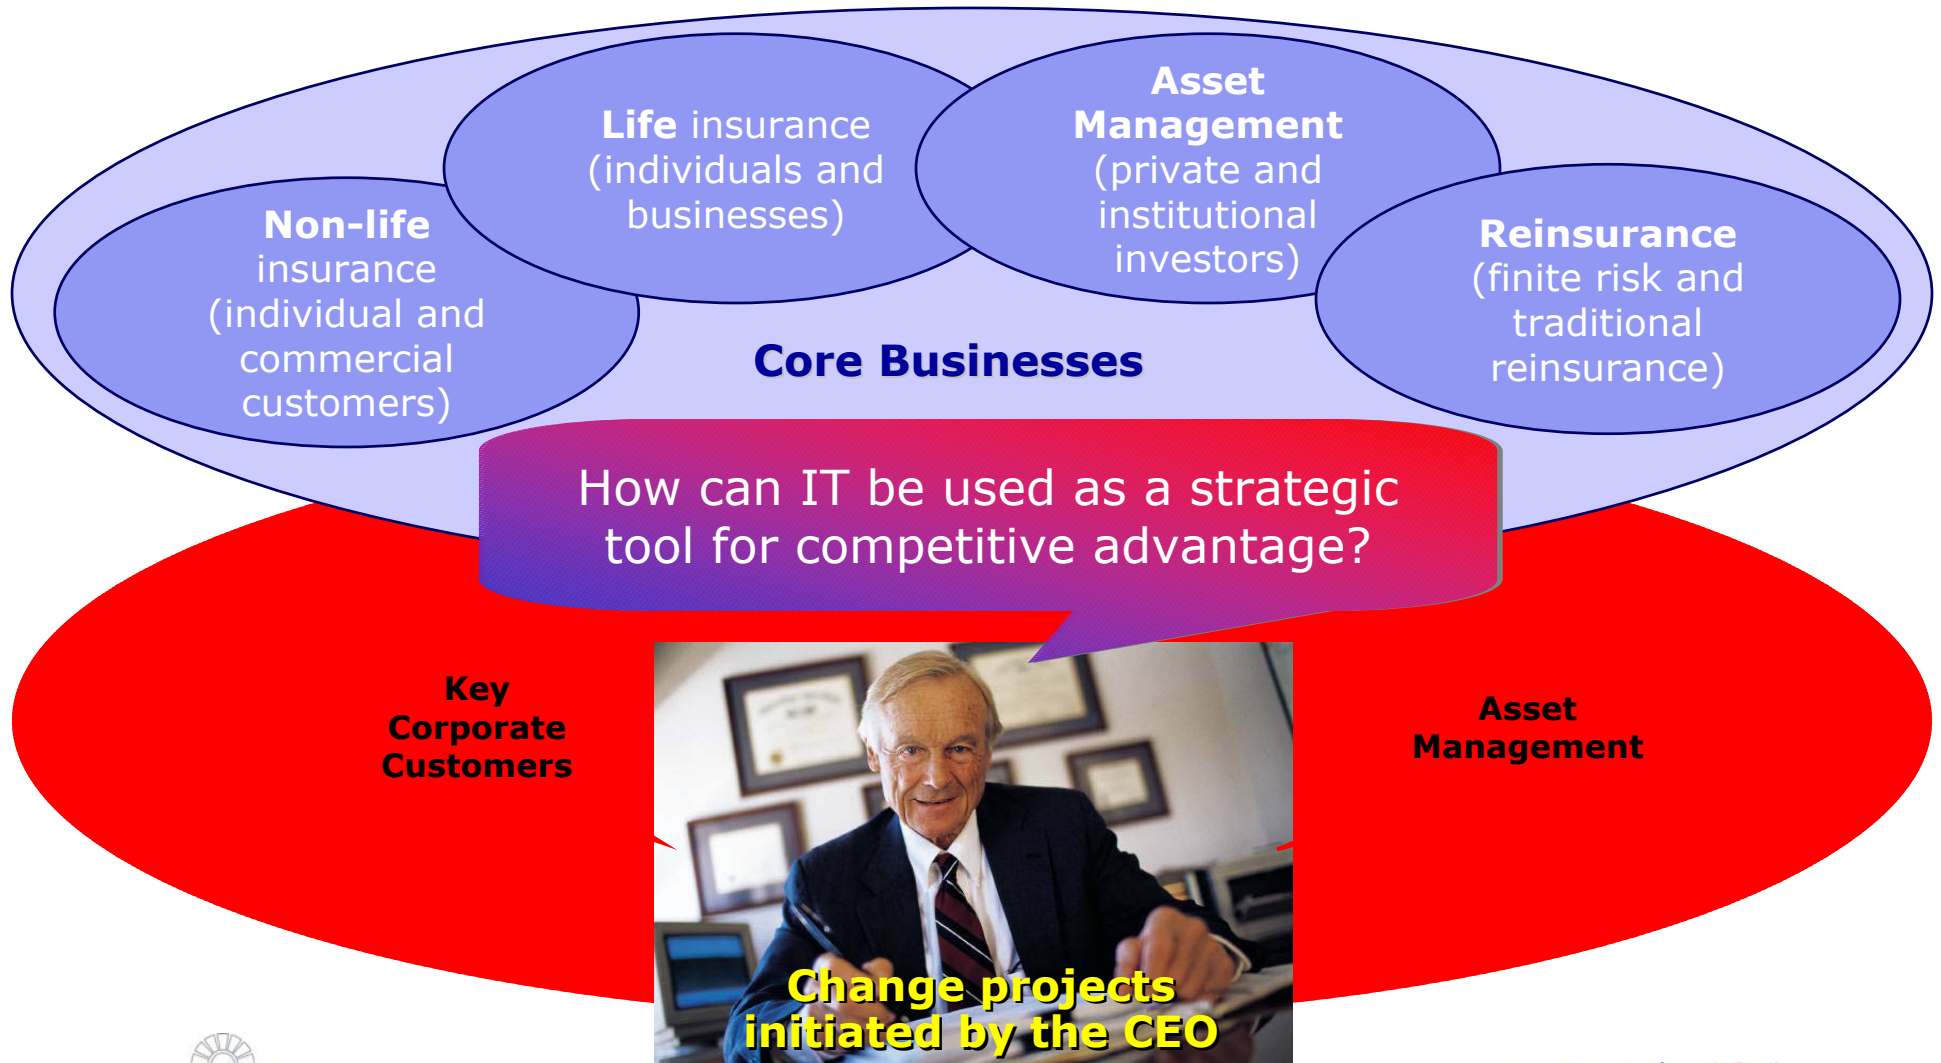 Non-life
insurance
(individual and
commercial
customers)
Life insurance
(individuals and
businesses)
Asset
Management
(private and
institutional
investors)
Reinsurance
(finite risk and
traditional
reinsurance)
Core Businesses
How can IT be used as a strategic
tool for competitive advantage?
Key
Corporate
Customers
Asset
Management
Change projects
initiated by the CEO